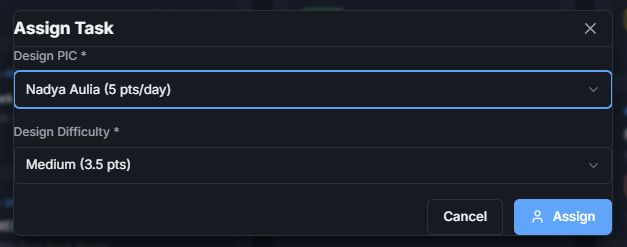 Assign Task
Design PIC *
Nadya Aulia (5 pts/day)
Design Difficulty *
Medium (3.5 pts)
Cancel
Assign